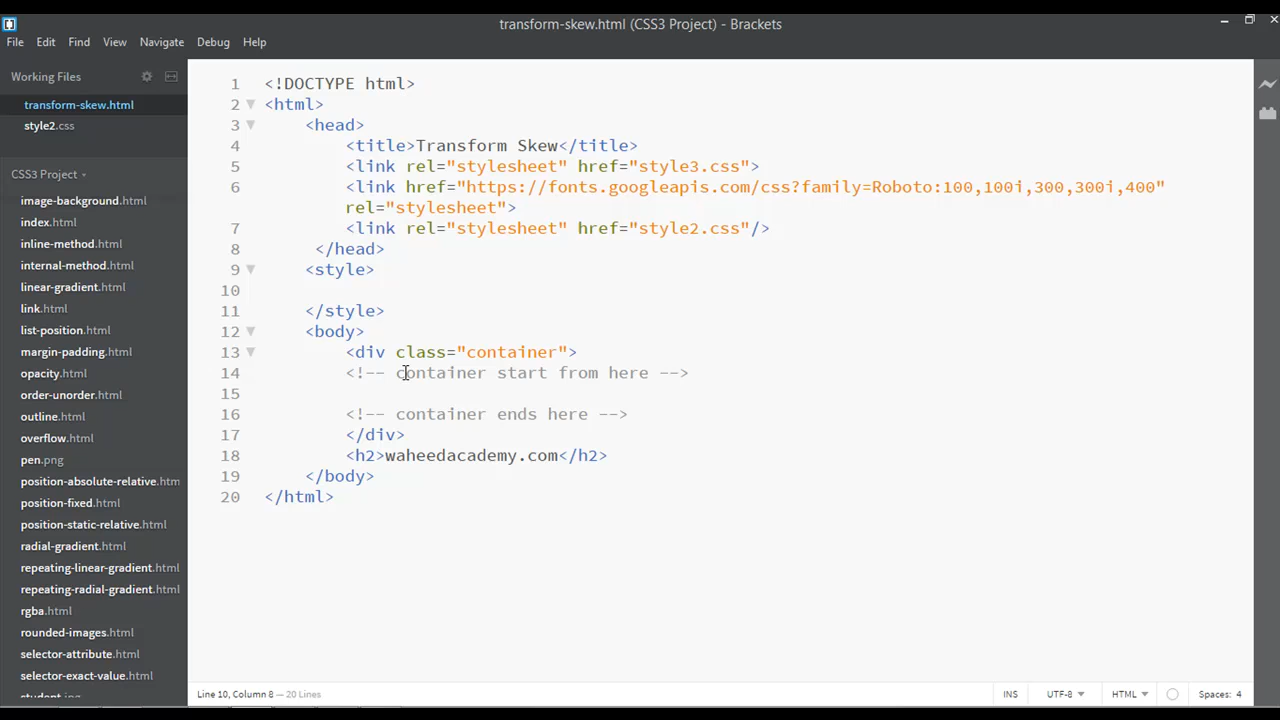 transform-skew.html (CSS3 Project) - Brackets
File Edit Find View Navigate Debug Help
Working Files
transform-skew.html
style2.css
CSS3 Project
image-background.html
index.html
inline-method.html
internal-method.html
linear-gradient.html
link.html
list-position.html
margin-padding.html
opacity.html
order-unorder.html
outline.html
overflow.html
pen.png
position-absolute-relative.htm
position-fixed.html
position-static-relative.html
radial-gradient.html
repeating-linear-gradient.html
repeating-radial-gradient.html
rgba.html
rounded-images.html
selector-attribute.html
selector-exact-value.html
1 <!DOCTYPE html>
2 <html>
3 <head>
4 <title>Transform Skew</title>
5 <link rel="stylesheet" href="style3.css">
6 <link href="https://fonts.googleapis.com/css?family=Roboto:100,100i,300,300i,400"
rel="stylesheet">
7 <link rel="stylesheet" href="style2.css"/>
8 </head>
9 <style>
10
11 </style>
12 <body>
13 <div class="container">
14 <!-- container start from here -->
15
16 <!-- container ends here -->
17 </div>
18 <h2>waheedacademy.com</h2>
19 </body>
20 </html>
Line 10, Column 8 — 20 Lines
INS UTF-8 HTML Spaces: 4